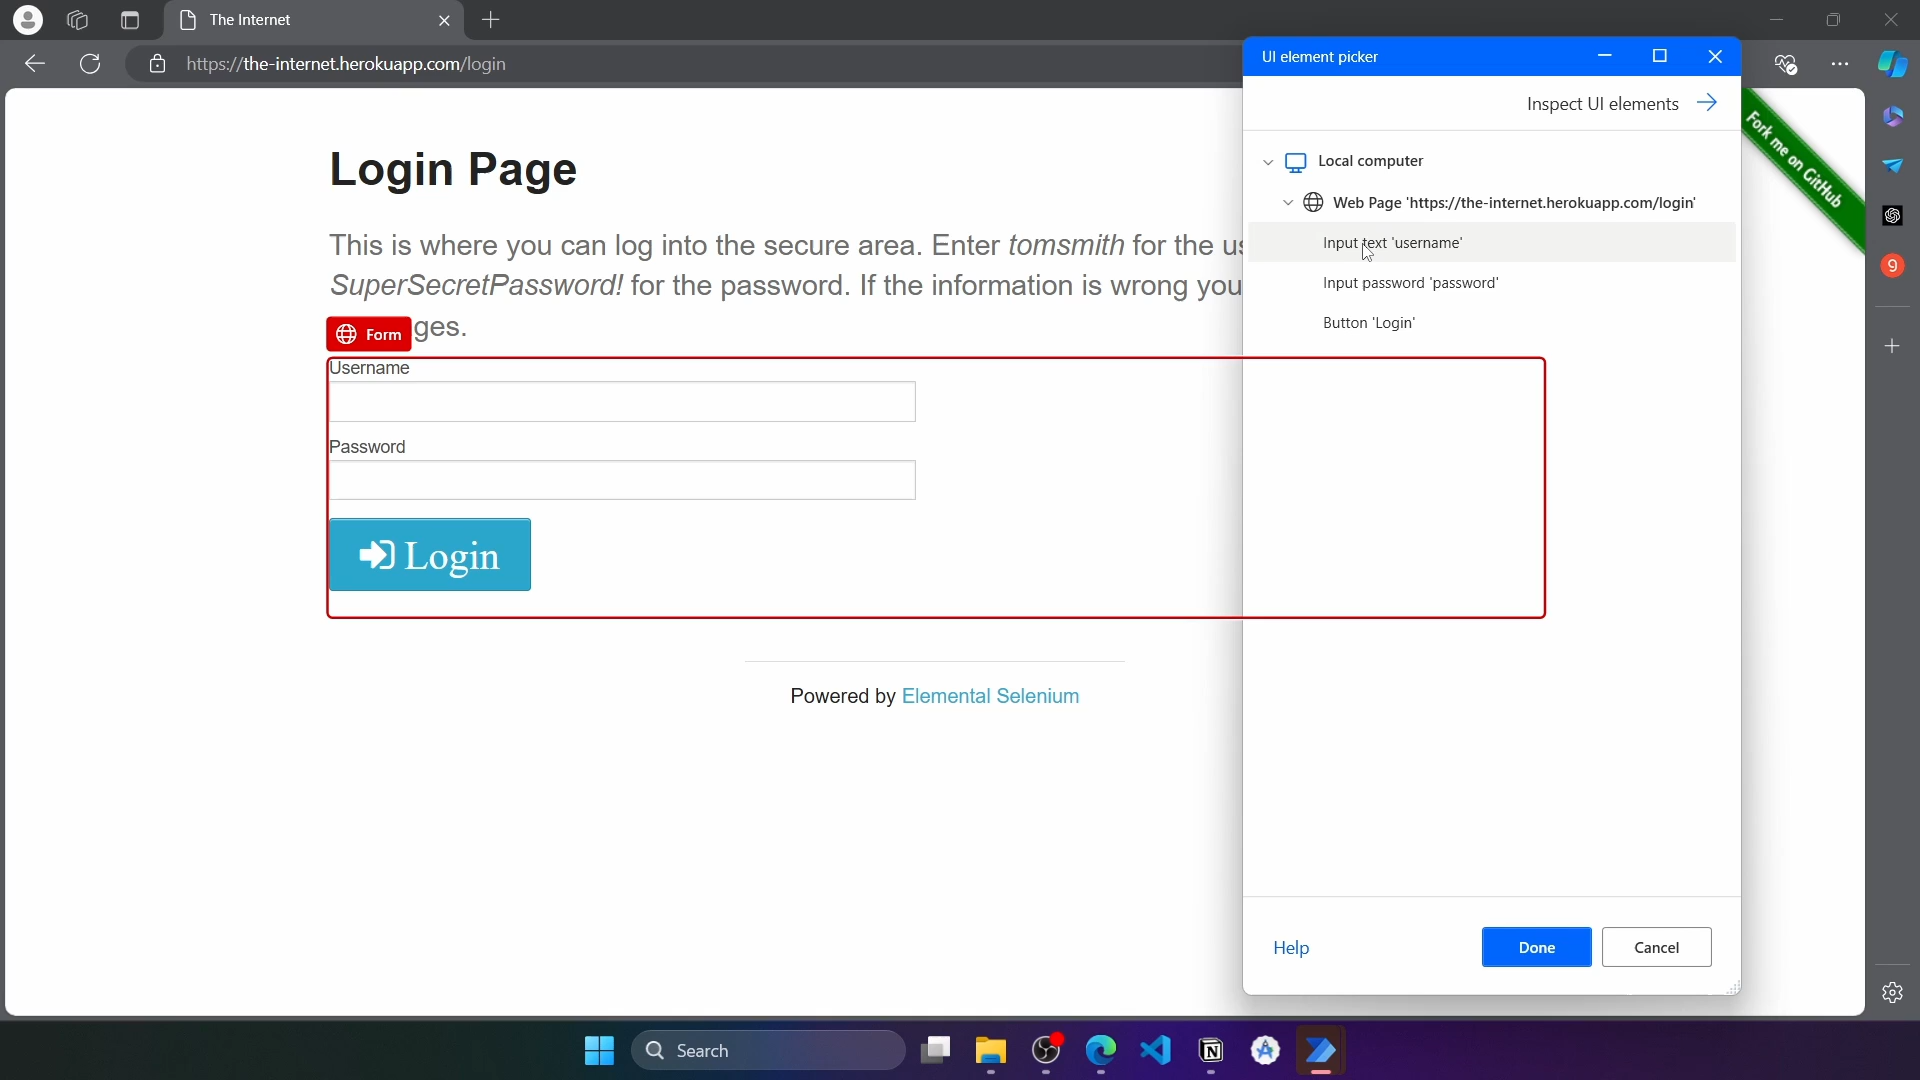 The Internet
https://the-internet.herokuapp.com/login
UI element picker
Inspect UI elements
Local computer
Web Page 'https://the-internet.herokuapp.com/login'
Input text 'username'
Input password 'password'
Button 'Login'
Help
Done
Cancel
Fork me on GitHub
9
Login Page
This is where you can log into the secure area. Enter tomsmith for the us
SuperSecretPassword! for the password. If the information is wrong you
Form
ges.
Username
Password
Login
Powered by Elemental Selenium
Search